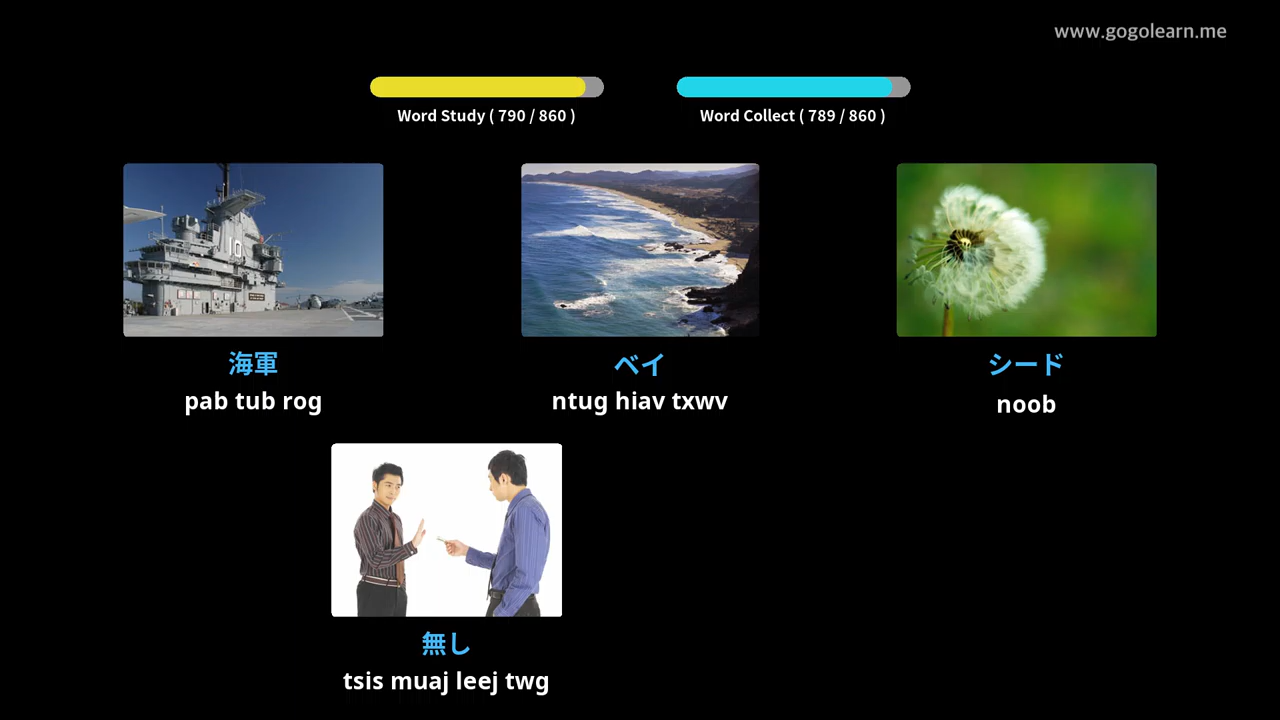 www.gogolearn.me
Word Study ( 790 / 860 )
Word Collect ( 789 / 860 )
10
海軍
pab tub rog
ベイ
ntug hiav txwv
シード
noob
無し
tsis muaj leej twg